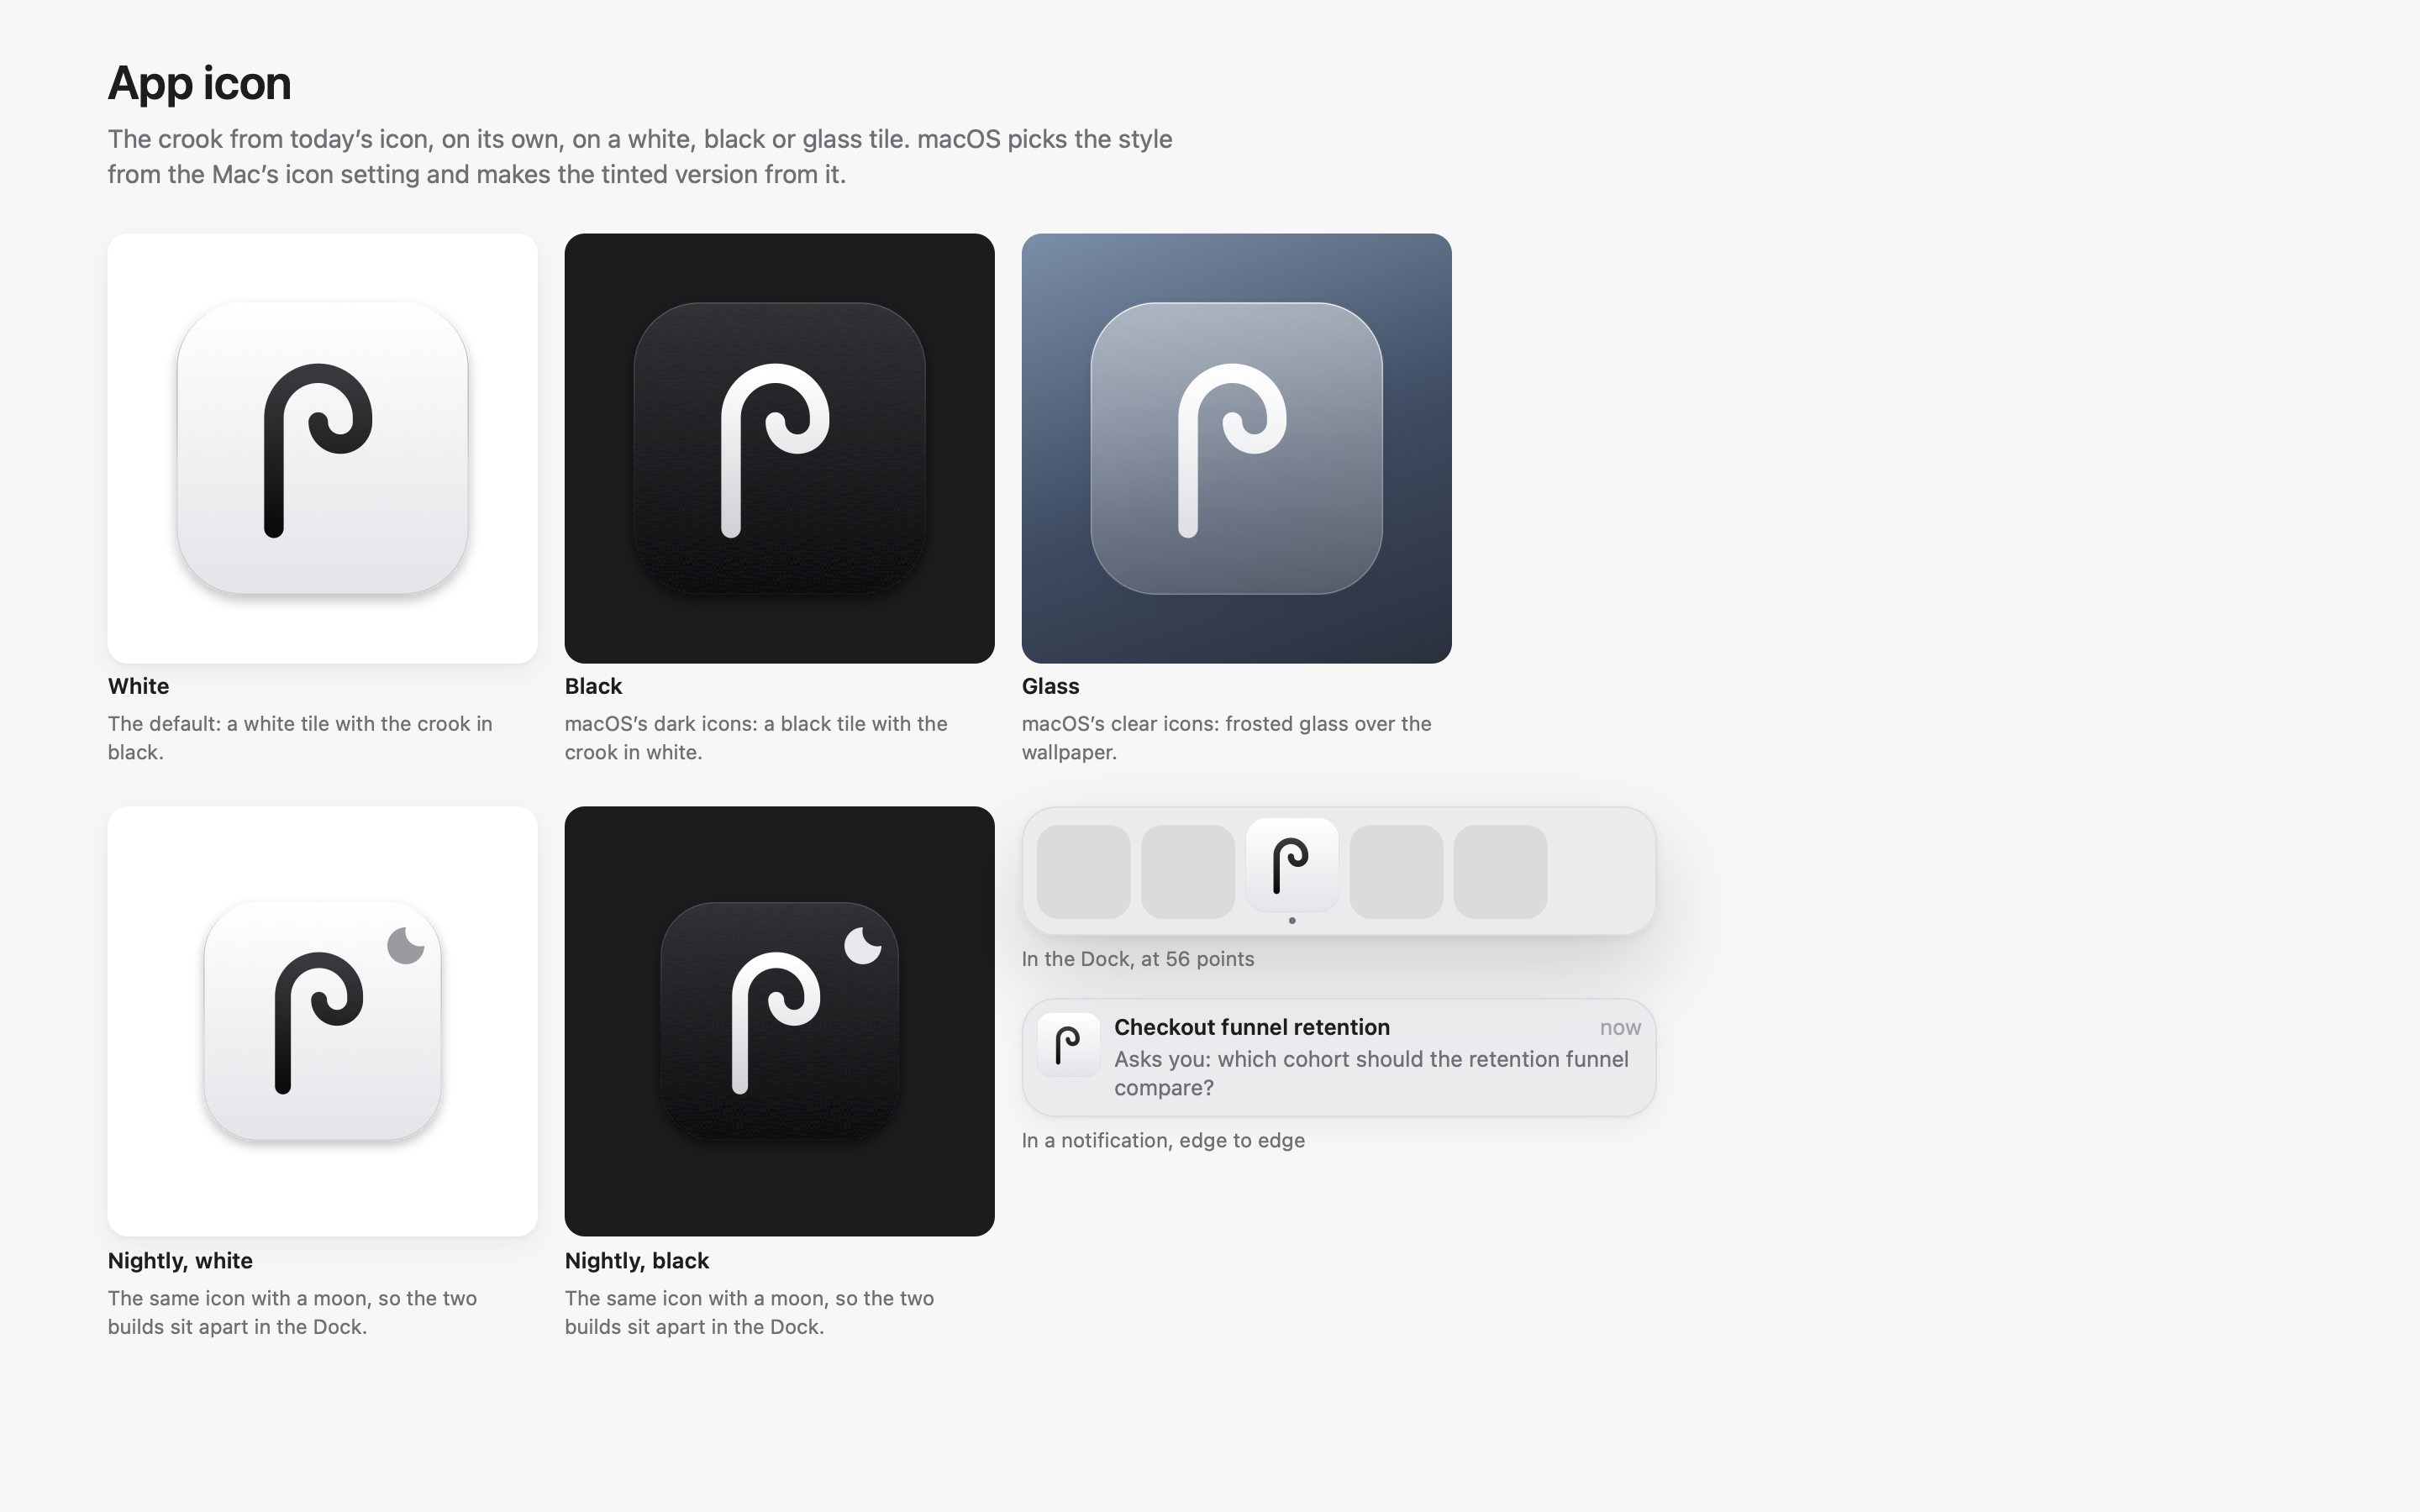 App icon
The crook from today’s icon, on its own, on a white, black or glass tile. macOS picks the style
from the Mac’s icon setting and makes the tinted version from it.
White
The default: a white tile with the crook in
black.
Black
macOS’s dark icons: a black tile with the
crook in white.
Glass
macOS’s clear icons: frosted glass over the
wallpaper.
Nightly, white
The same icon with a moon, so the two
builds sit apart in the Dock.
Nightly, black
The same icon with a moon, so the two
builds sit apart in the Dock.
In the Dock, at 56 points
Checkout funnel retention
now
Asks you: which cohort should the retention funnel
compare?
In a notification, edge to edge